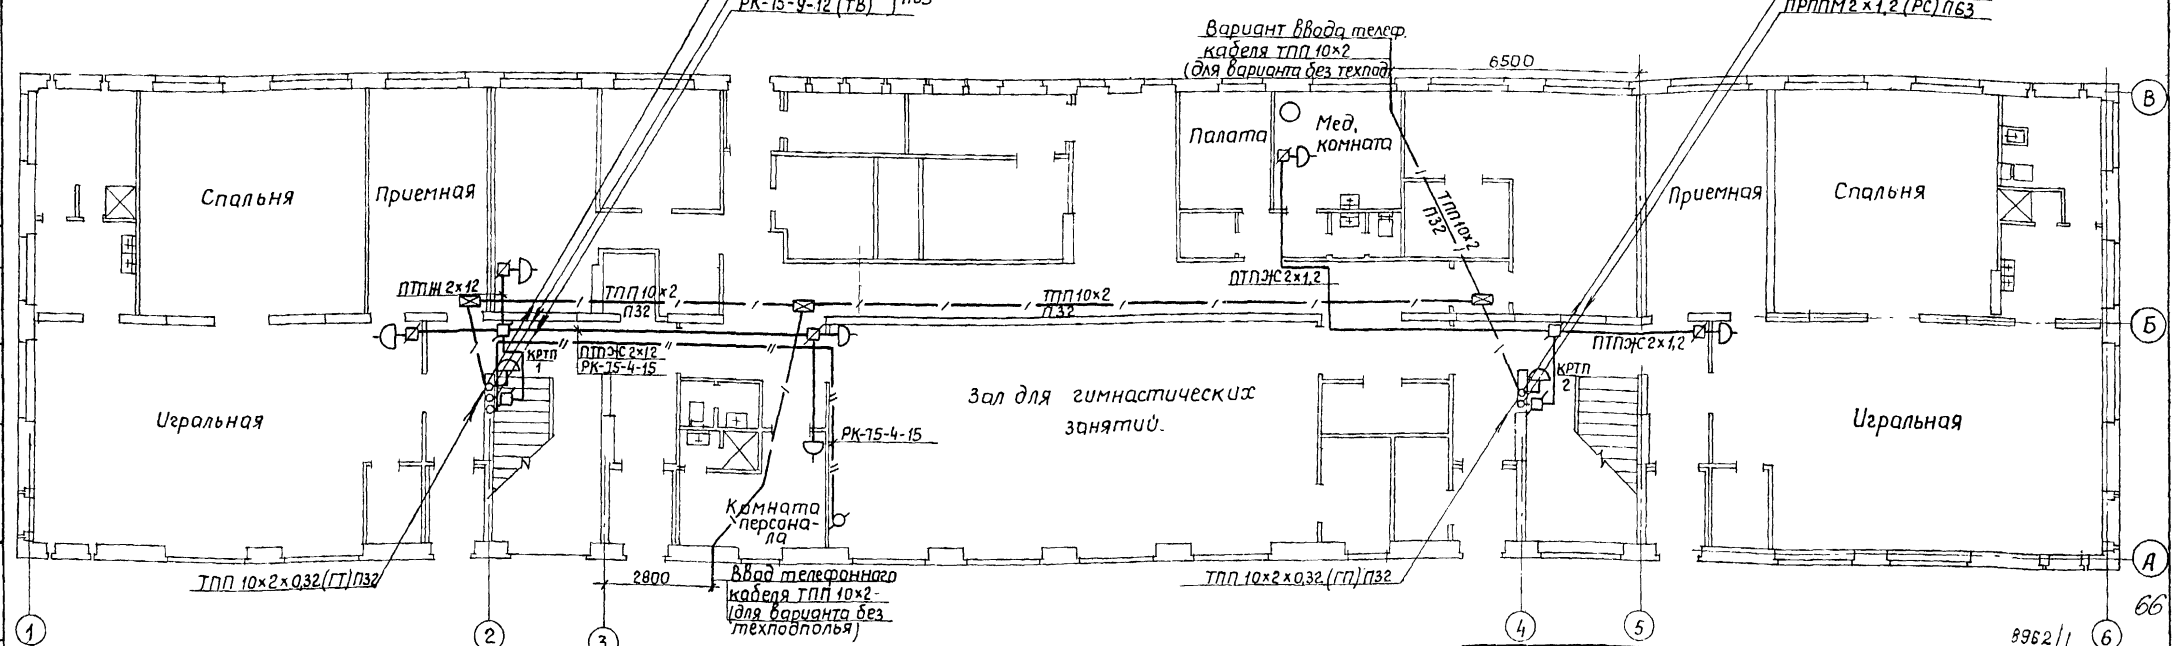 РК-75-9-12 (ТВ) П63
ПРППМ 2×1,2 (РС) П63
Вариант ввода телеф.
кабеля ТПП 10×2
(для варианта без техпод
6500
В
Палата
Мед.
комната
Спальня
Приемная
ТПП 10×2
П32
Приемная
Спальня
ПТПЖ 2×12
ТПП 10×2
П32
ТПП 10×2
П.32
ПТПЖ 2×1,2
Б
КРТП
1
ПТПЖ 2×12
РК-75-4-15
ПТПЖ 2×1,2
КРТП
2
Игральная
Зал для гимнастических
занятий.
РК-75-4-15
Игральная
Комната
персона-
ла
А
ТПП 10×2×0,32 (ГТ) П32
2800
Ввод телефонного
кабеля ТПП 10×2-
(для варианта без
техподполья)
ТПП 10×2×0,32 (ГП) П32
66
1
2
3
4
5
8962/1
6